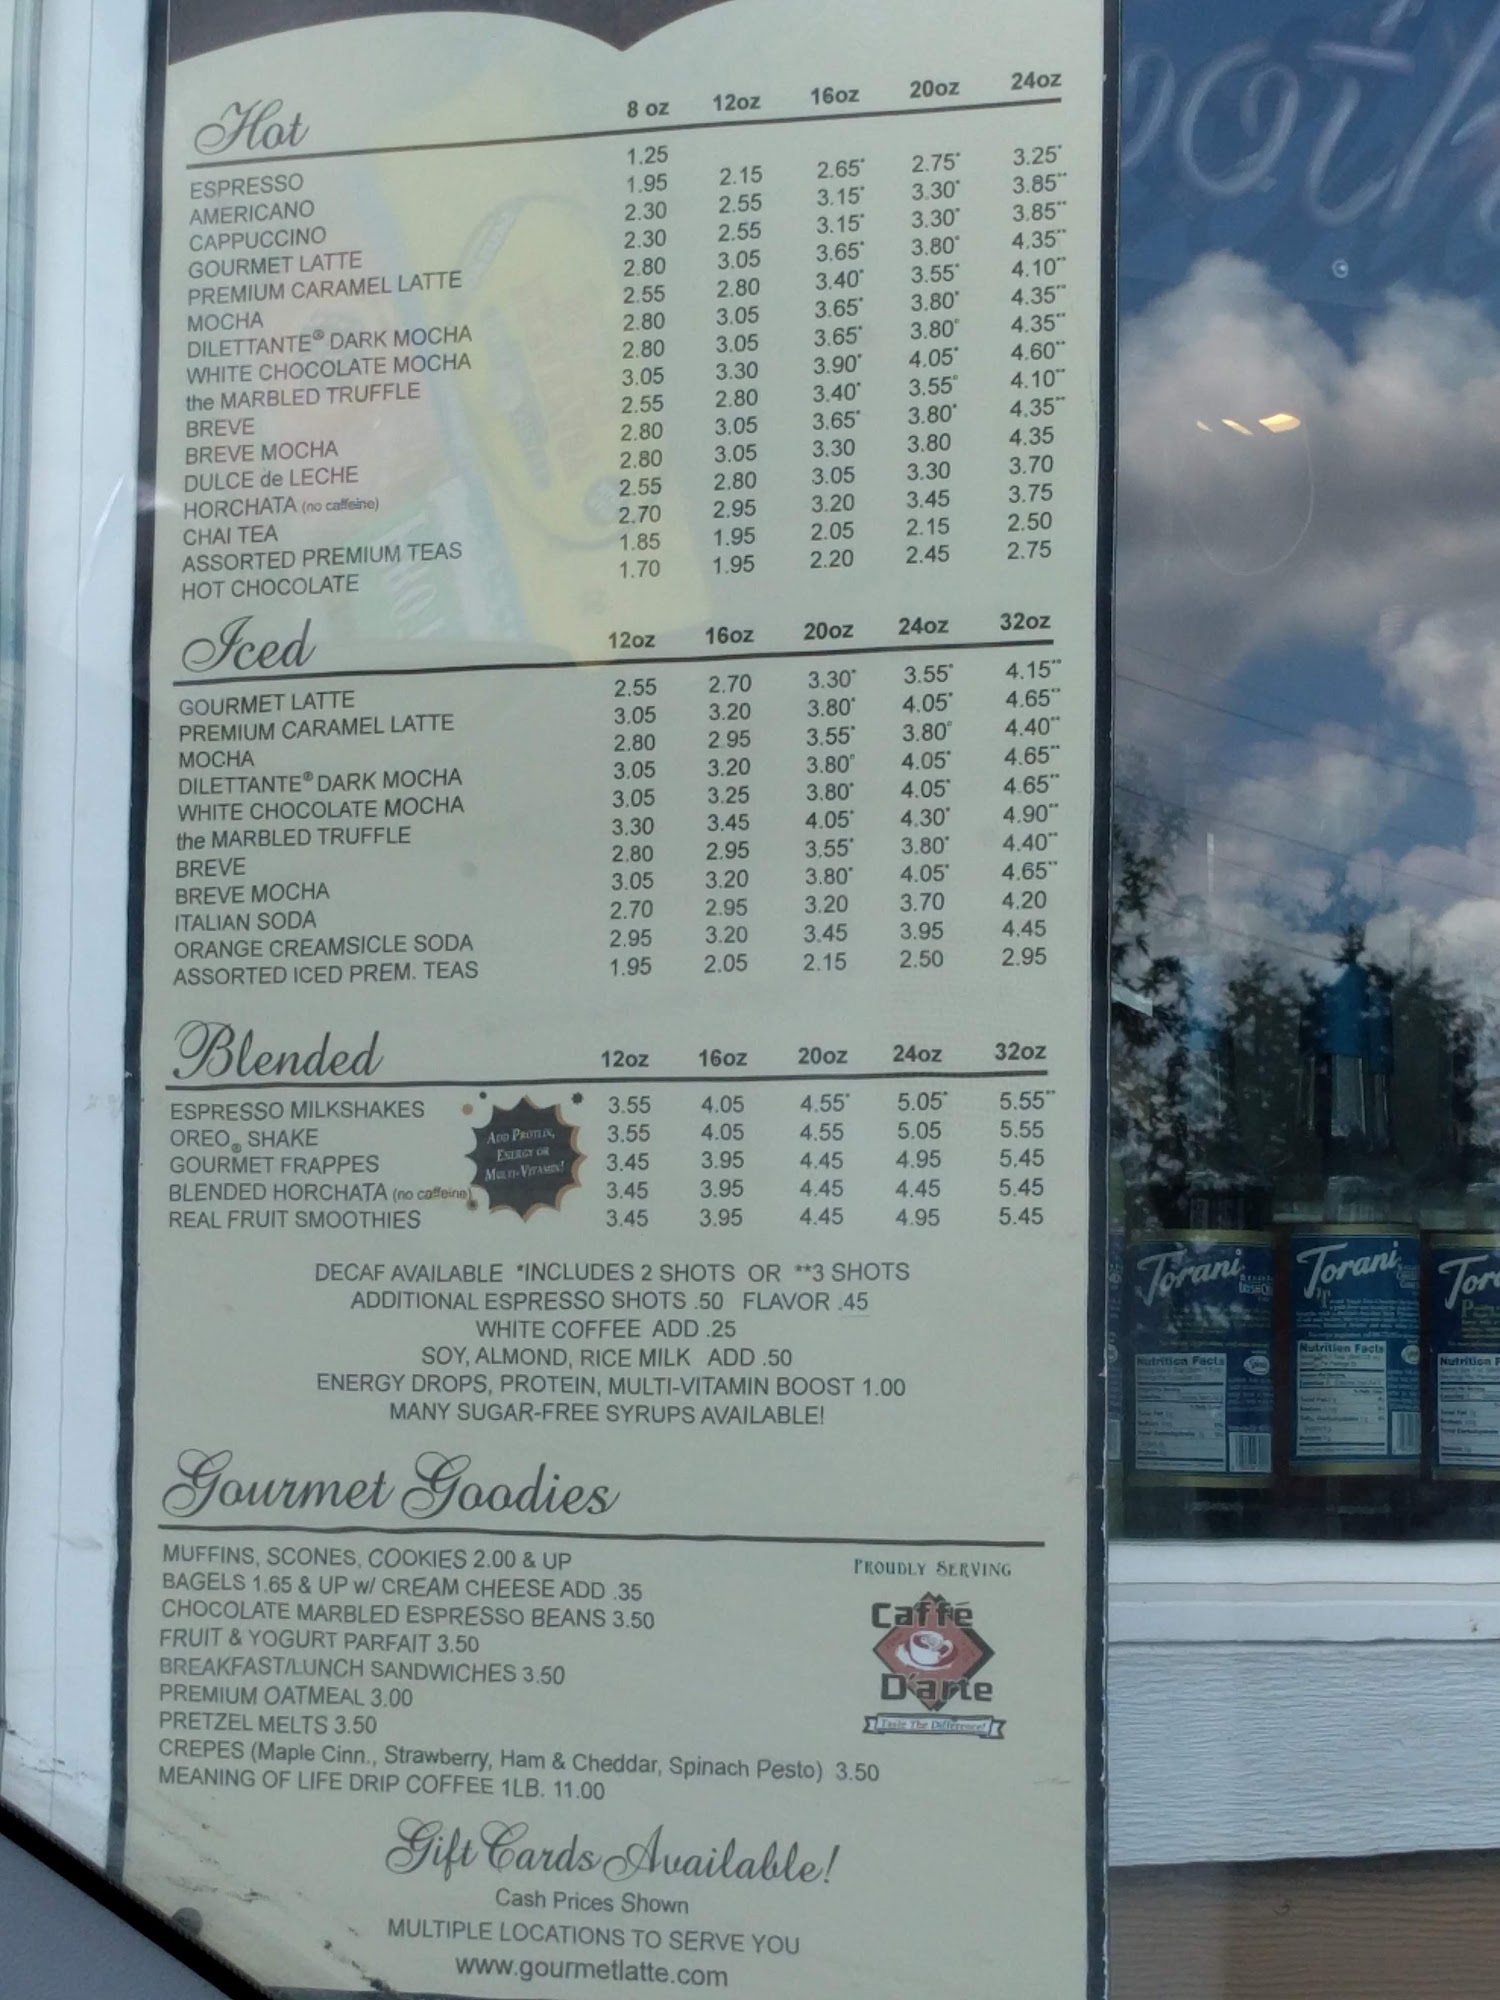 Hot 8 oz 12oz 16oz 20oz 24oz
ESPRESSO 1.25
AMERICANO 1.95 2.15 2.65* 2.75* 3.25*
CAPPUCCINO 2.30 2.55 3.15* 3.30* 3.85**
GOURMET LATTE 2.30 2.55 3.15* 3.30* 3.85**
PREMIUM CARAMEL LATTE 2.80 3.05 3.65* 3.80* 4.35**
MOCHA 2.55 2.80 3.40* 3.55* 4.10**
DILETTANTE® DARK MOCHA 2.80 3.05 3.65* 3.80* 4.35**
WHITE CHOCOLATE MOCHA 2.80 3.05 3.65* 3.80* 4.35**
the MARBLED TRUFFLE 3.05 3.30 3.90* 4.05* 4.60**
BREVE 2.55 2.80 3.40* 3.55* 4.10**
BREVE MOCHA 2.80 3.05 3.65* 3.80* 4.35**
DULCE de LECHE 2.80 3.05 3.30 3.80 4.35
HORCHATA (no caffeine) 2.55 2.80 3.05 3.30 3.70
CHAI TEA 2.70 2.95 3.20 3.45 3.75
ASSORTED PREMIUM TEAS 1.85 1.95 2.05 2.15 2.50
HOT CHOCOLATE 1.70 1.95 2.20 2.45 2.75
Iced 12oz 16oz 20oz 24oz 32oz
GOURMET LATTE 2.55 2.70 3.30* 3.55* 4.15**
PREMIUM CARAMEL LATTE 3.05 3.20 3.80* 4.05* 4.65**
MOCHA 2.80 2.95 3.55* 3.80* 4.40**
DILETTANTE® DARK MOCHA 3.05 3.20 3.80* 4.05* 4.65**
WHITE CHOCOLATE MOCHA 3.05 3.25 3.80* 4.05* 4.65**
the MARBLED TRUFFLE 3.30 3.45 4.05* 4.30* 4.90**
BREVE 2.80 2.95 3.55* 3.80* 4.40**
BREVE MOCHA 3.05 3.20 3.80* 4.05* 4.65**
ITALIAN SODA 2.70 2.95 3.20 3.70 4.20
ORANGE CREAMSICLE SODA 2.95 3.20 3.45 3.95 4.45
ASSORTED ICED PREM. TEAS 1.95 2.05 2.15 2.50 2.95
Blended 12oz 16oz 20oz 24oz 32oz
ESPRESSO MILKSHAKES 3.55 4.05 4.55* 5.05* 5.55**
OREO® SHAKE 3.55 4.05 4.55 5.05 5.55
GOURMET FRAPPES 3.45 3.95 4.45 4.95 5.45
BLENDED HORCHATA (no caffeine) 3.45 3.95 4.45 4.45 5.45
REAL FRUIT SMOOTHIES 3.45 3.95 4.45 4.95 5.45
ADD PROTEIN,
ENERGY OR
MULTI-VITAMIN!
DECAF AVAILABLE *INCLUDES 2 SHOTS OR **3 SHOTS
ADDITIONAL ESPRESSO SHOTS .50 FLAVOR .45
WHITE COFFEE ADD .25
SOY, ALMOND, RICE MILK ADD .50
ENERGY DROPS, PROTEIN, MULTI-VITAMIN BOOST 1.00
MANY SUGAR-FREE SYRUPS AVAILABLE!
Gourmet Goodies
MUFFINS, SCONES, COOKIES 2.00 & UP
BAGELS 1.65 & UP w/ CREAM CHEESE ADD .35
CHOCOLATE MARBLED ESPRESSO BEANS 3.50
FRUIT & YOGURT PARFAIT 3.50
BREAKFAST/LUNCH SANDWICHES 3.50
PREMIUM OATMEAL 3.00
PRETZEL MELTS 3.50
CREPES (Maple Cinn., Strawberry, Ham & Cheddar, Spinach Pesto) 3.50
MEANING OF LIFE DRIP COFFEE 1LB. 11.00
PROUDLY SERVING
Caffé
D'arte
Taste The Difference!
Gift Cards Available!
Cash Prices Shown
MULTIPLE LOCATIONS TO SERVE YOU
www.gourmetlatte.com
Torani
Nutrition Facts
Torani
Nutrition Facts